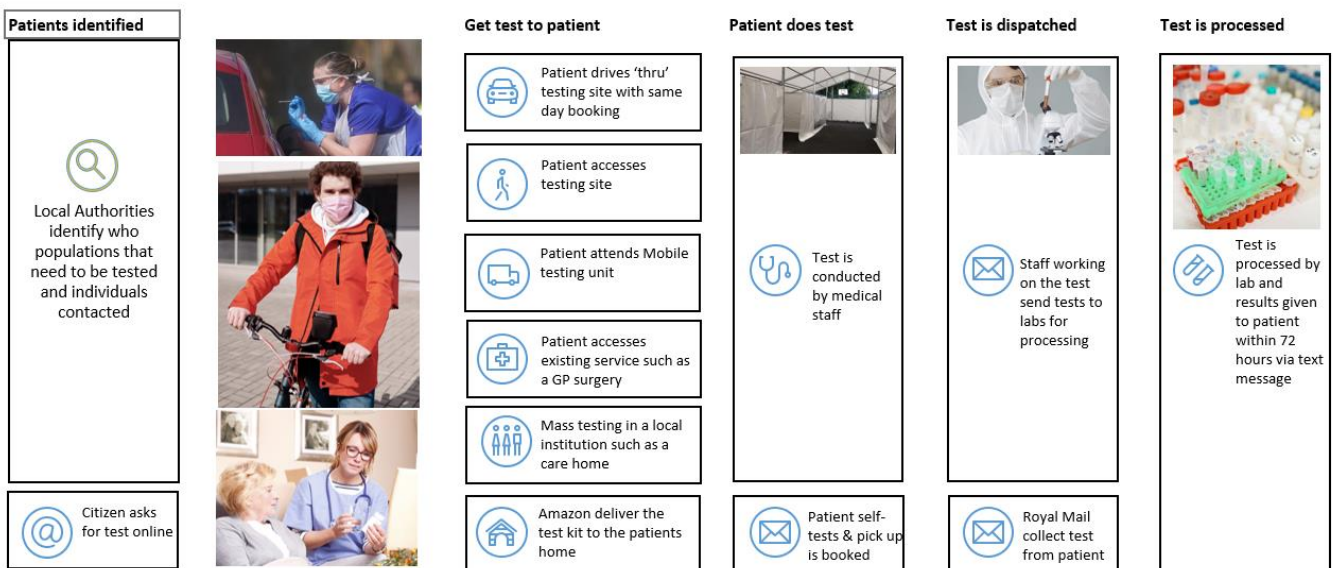 Patients identified
Local Authorities
identify who
populations that
need to be tested
and individuals
contacted
@
Citizen asks
for test online
Get test to patient
Patient drives ‘thru’
testing site with same
day booking
Patient accesses
testing site
Patient attends Mobile
testing unit
Patient accesses
existing service such as
a GP surgery
Mass testing in a local
institution such as a
care home
Amazon deliver the
test kit to the patients
home
Patient does test
Test is
conducted
by medical
staff
Patient self-
tests & pick up
is booked
Test is dispatched
Staff working
on the test
send tests to
labs for
processing
Royal Mail
collect test
from patient
Test is processed
Test is
processed by
lab and
results given
to patient
within 72
hours via text
message